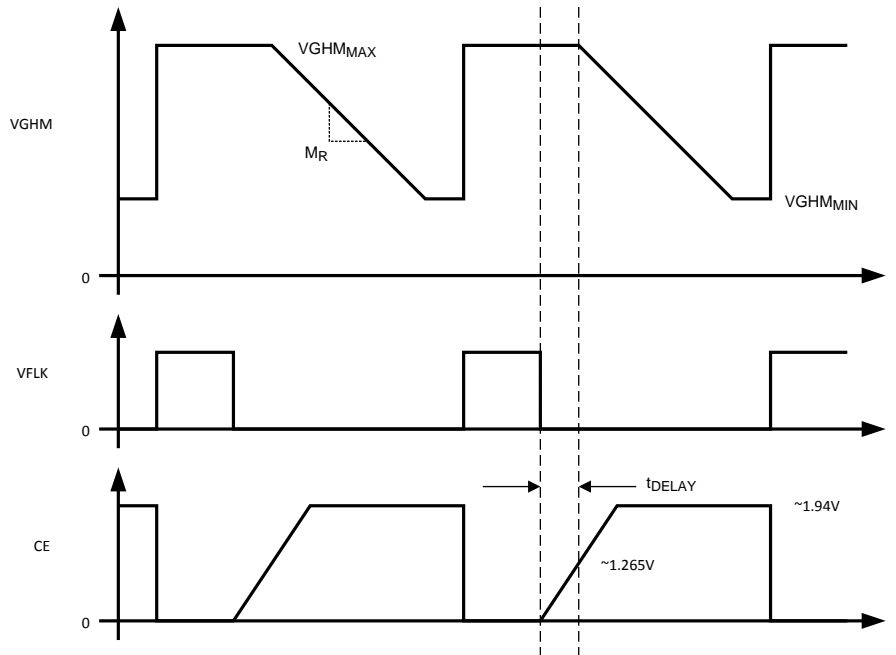 VGHMMAX
VGHM
MR
VGHMMIN
0
VFLK
0
tDELAY
~1.94V
CE
~1.265V
0